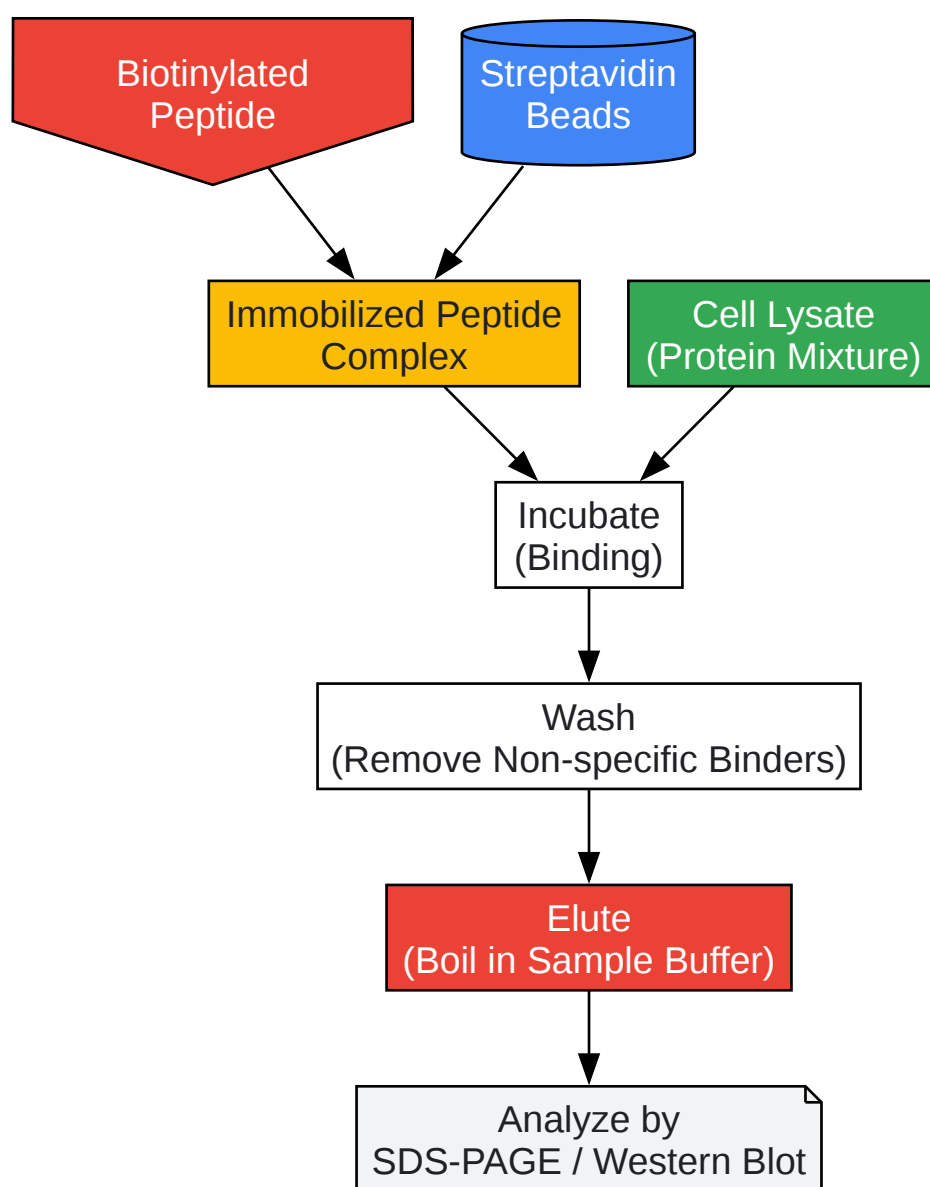 Biotinylated
Peptide
Streptavidin
Beads
Immobilized Peptide
Complex
Cell Lysate
(Protein Mixture)
Incubate
(Binding)
Wash
(Remove Non-specific Binders)
Elute
(Boil in Sample Buffer)
Analyze by
SDS-PAGE / Western Blot